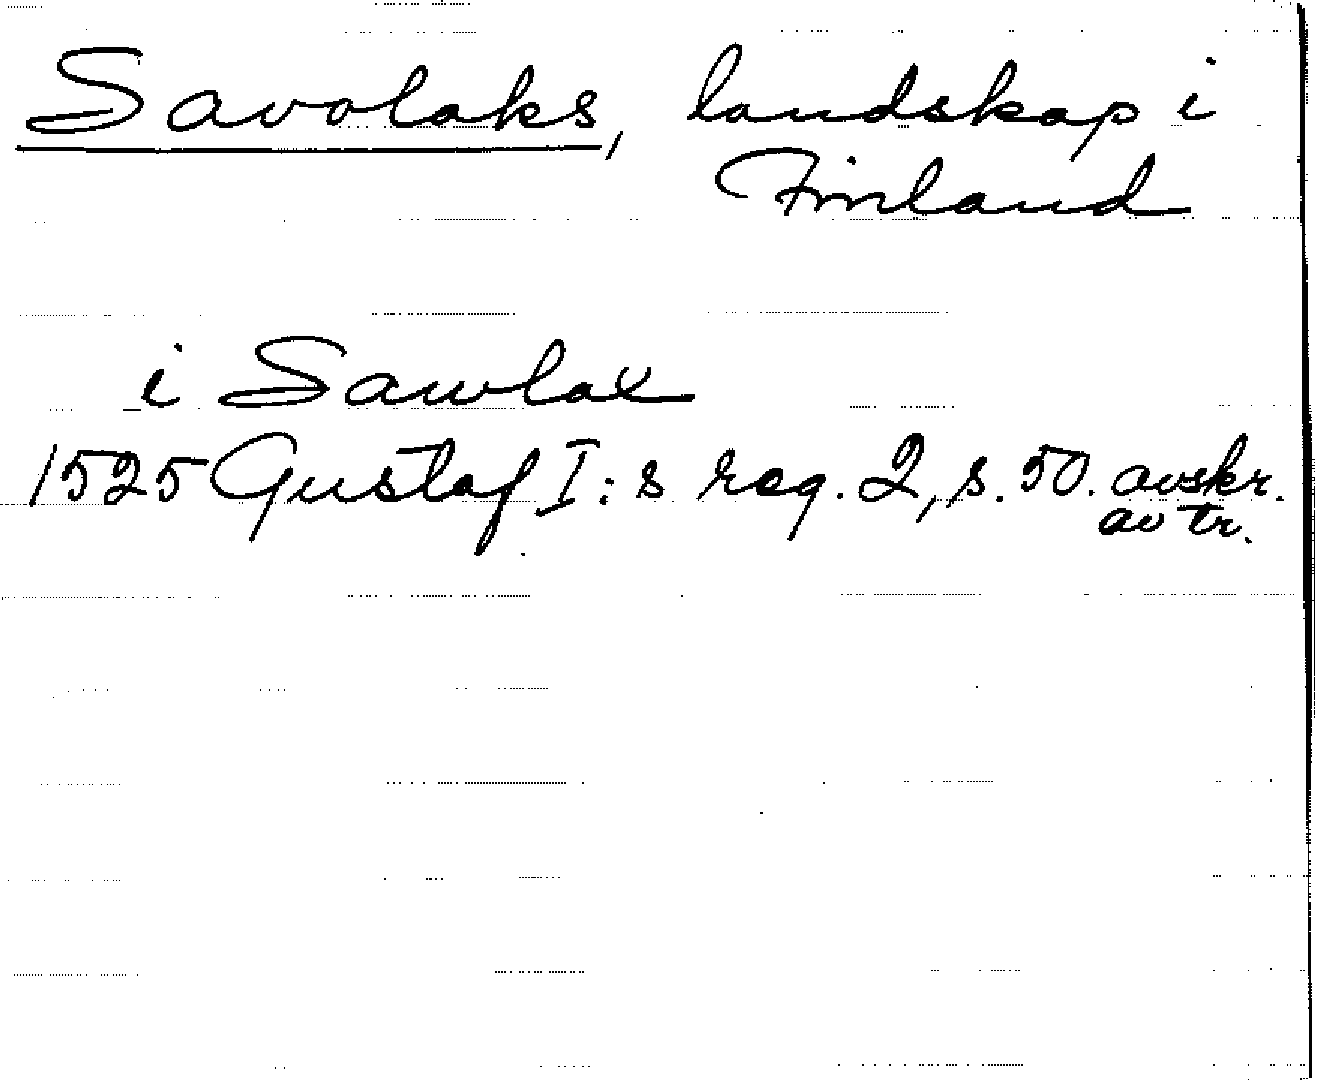 Savolaks, landskap i
Finland
i Sawlax
1525 Gustaf I:s reg. 2, s. 50. avskr.
av tr.